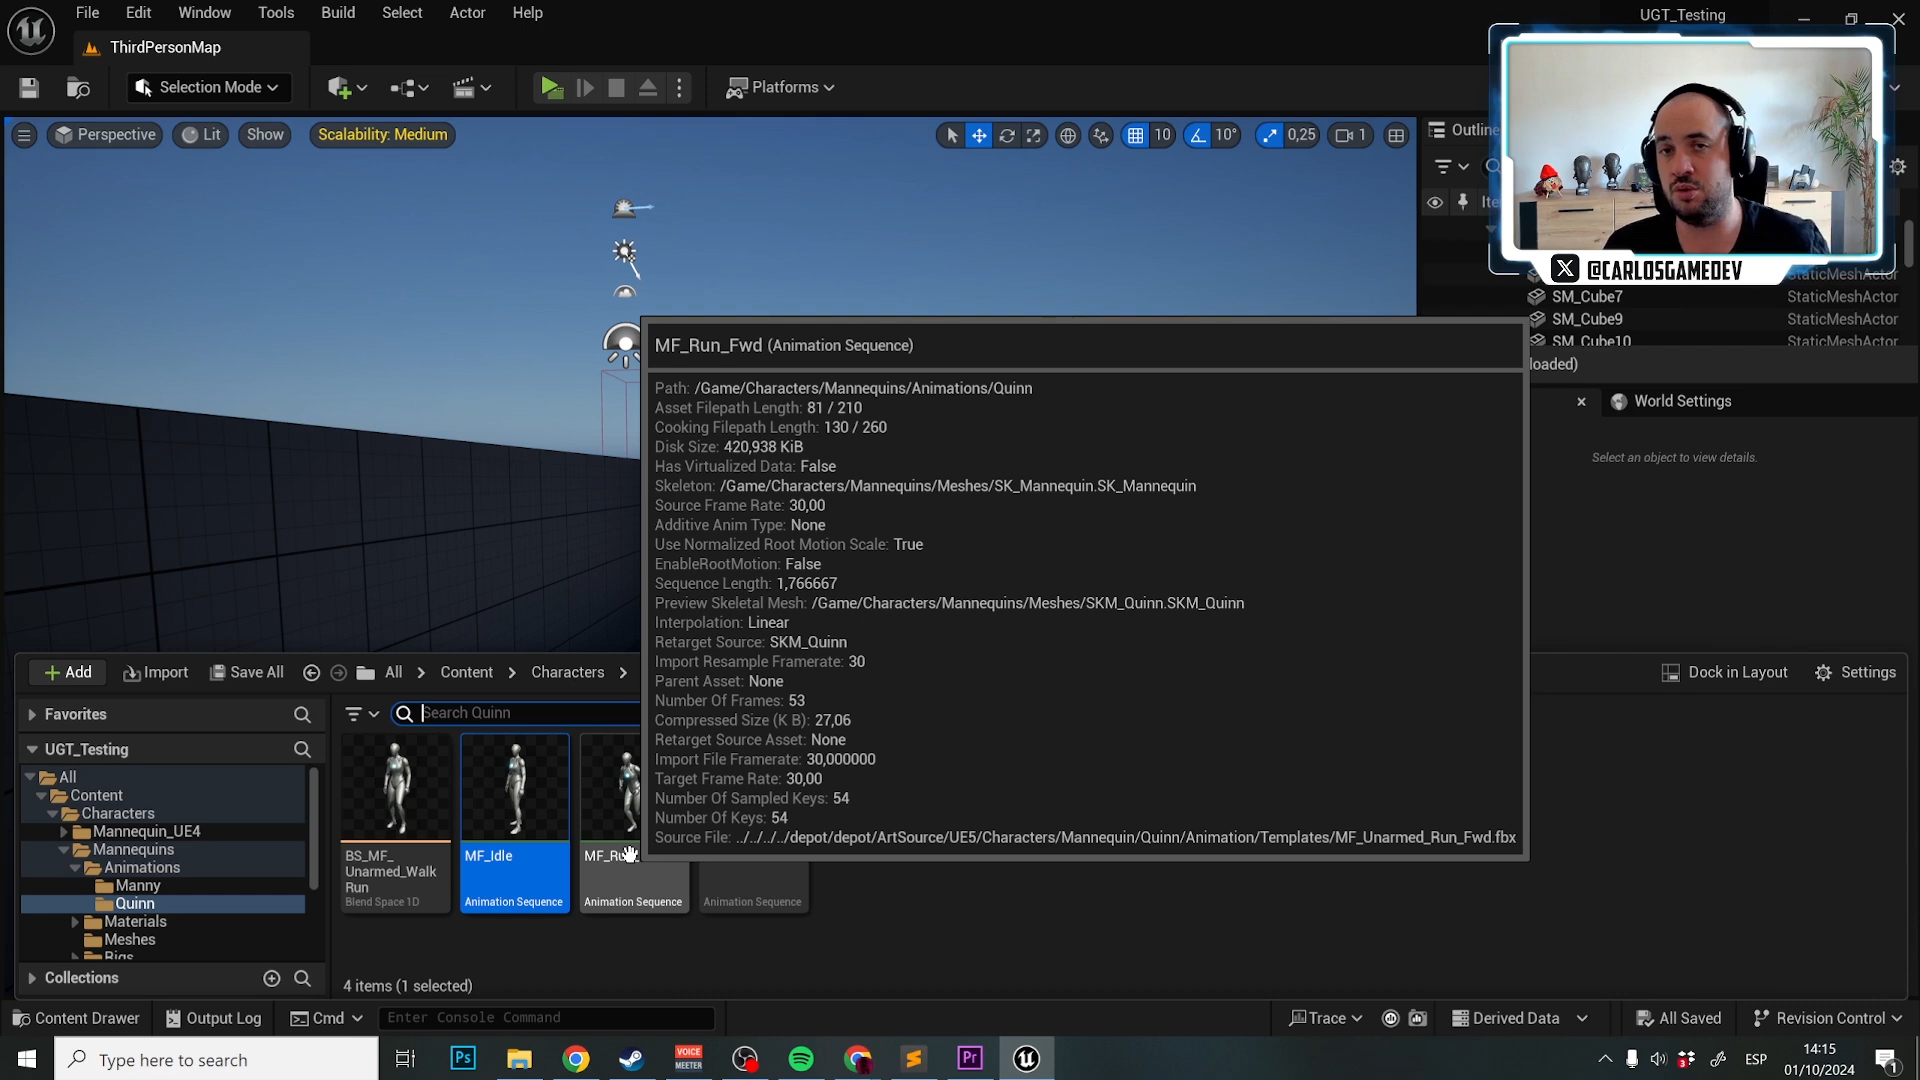 File Edit Window Tools Build Select Actor Help
UGT_Testing
ThirdPersonMap
Selection Mode
Platforms
Perspective Lit Show Scalability: Medium
10 10° 0,25 1
@CARLOSGAMEDEV
SM_Cube7 StaticMeshActor
SM_Cube9 StaticMeshActor
SM_Cube10 StaticMeshActor
loaded)
World Settings
Select an object to view details.
MF_Run_Fwd (Animation Sequence)
Path: /Game/Characters/Mannequins/Animations/Quinn
Asset Filepath Length: 81 / 210
Cooking Filepath Length: 130 / 260
Disk Size: 420,938 KiB
Has Virtualized Data: False
Skeleton: /Game/Characters/Mannequins/Meshes/SK_Mannequin.SK_Mannequin
Source Frame Rate: 30,00
Additive Anim Type: None
Use Normalized Root Motion Scale: True
EnableRootMotion: False
Sequence Length: 1,766667
Preview Skeletal Mesh: /Game/Characters/Mannequins/Meshes/SKM_Quinn.SKM_Quinn
Interpolation: Linear
Retarget Source: SKM_Quinn
Import Resample Framerate: 30
Parent Asset: None
Number Of Frames: 53
Compressed Size (K B): 27,06
Retarget Source Asset: None
Import File Framerate: 30,000000
Target Frame Rate: 30,00
Number Of Sampled Keys: 54
Number Of Keys: 54
Source File: ../../../../depot/depot/ArtSource/UE5/Characters/Mannequin/Quinn/Animation/Templates/MF_Unarmed_Run_Fwd.fbx
Add Import Save All All Content Characters
Dock in Layout Settings
Favorites
Search Quinn
UGT_Testing
All
Content
Characters
Mannequin_UE4
Mannequins
Animations
Manny
Quinn
Materials
Meshes
Rigs
Collections
BS_MF_
Unarmed_Walk
Run
Blend Space 1D
MF_Idle
Animation Sequence
Animation Sequence
Animation Sequence
4 items (1 selected)
Content Drawer Output Log Cmd Enter Console Command
Trace Derived Data All Saved Revision Control
Type here to search
Ps
VOICE
MEETER
Pr
3
ESP
14:15
01/10/2024
1